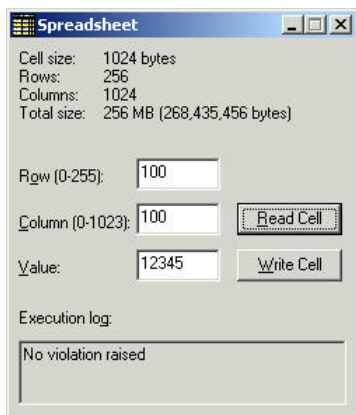 Spreadsheet
Cell size: 1024 bytes
Rows: 256
Columns: 1024
Total size: 256 MB (268,435,456 bytes)
Row (0-255): 100
Column (0-1023): 100 Read Cell
Value: 12345 Write Cell
Execution log:
No violation raised